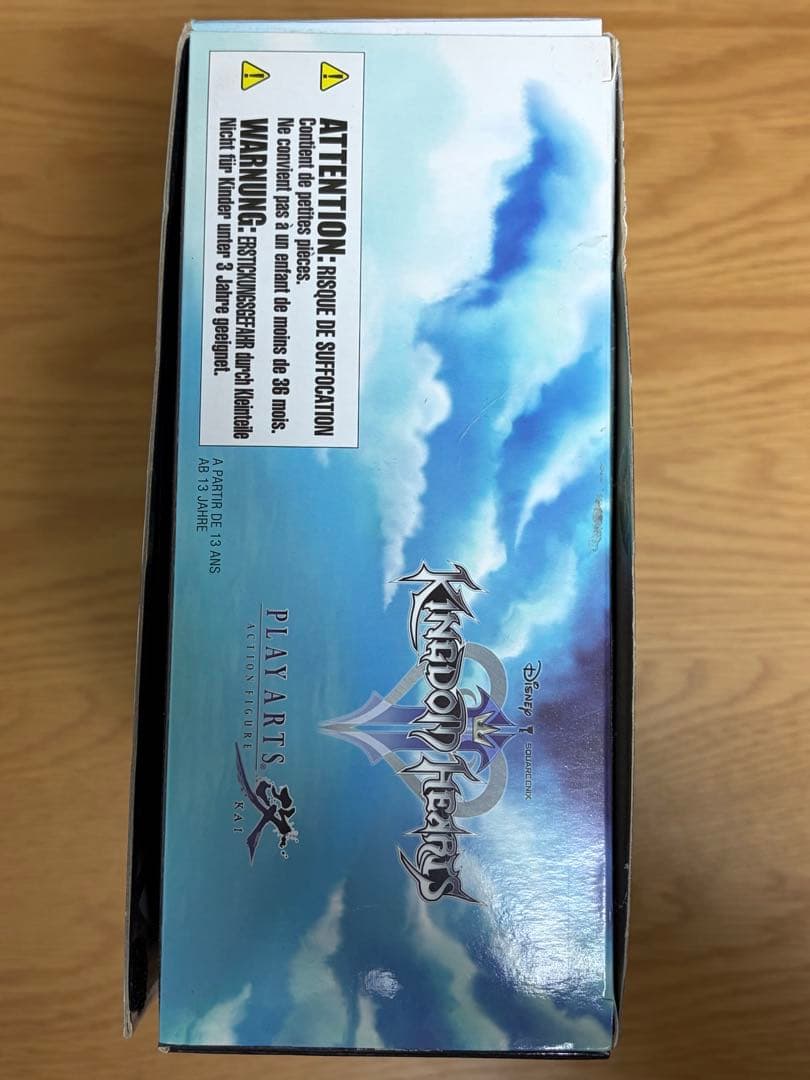 ATTENTION: RISQUE DE SUFFOCATION
Contient de petites pièces.
Ne convient pas à un enfant de moins de 36 mois.
WARNUNG: ERSTICKUNGSGEFAHR durch Kleinteile
Nicht für Kinder unter 3 Jahre geeignet.
A PARTIR DE 13 ANS
AB 13 JAHRE
DISNEY SQUARE ENIX
KINGDOM HEARTS
II
PLAY ARTS® 改
ACTION FIGURE KAI